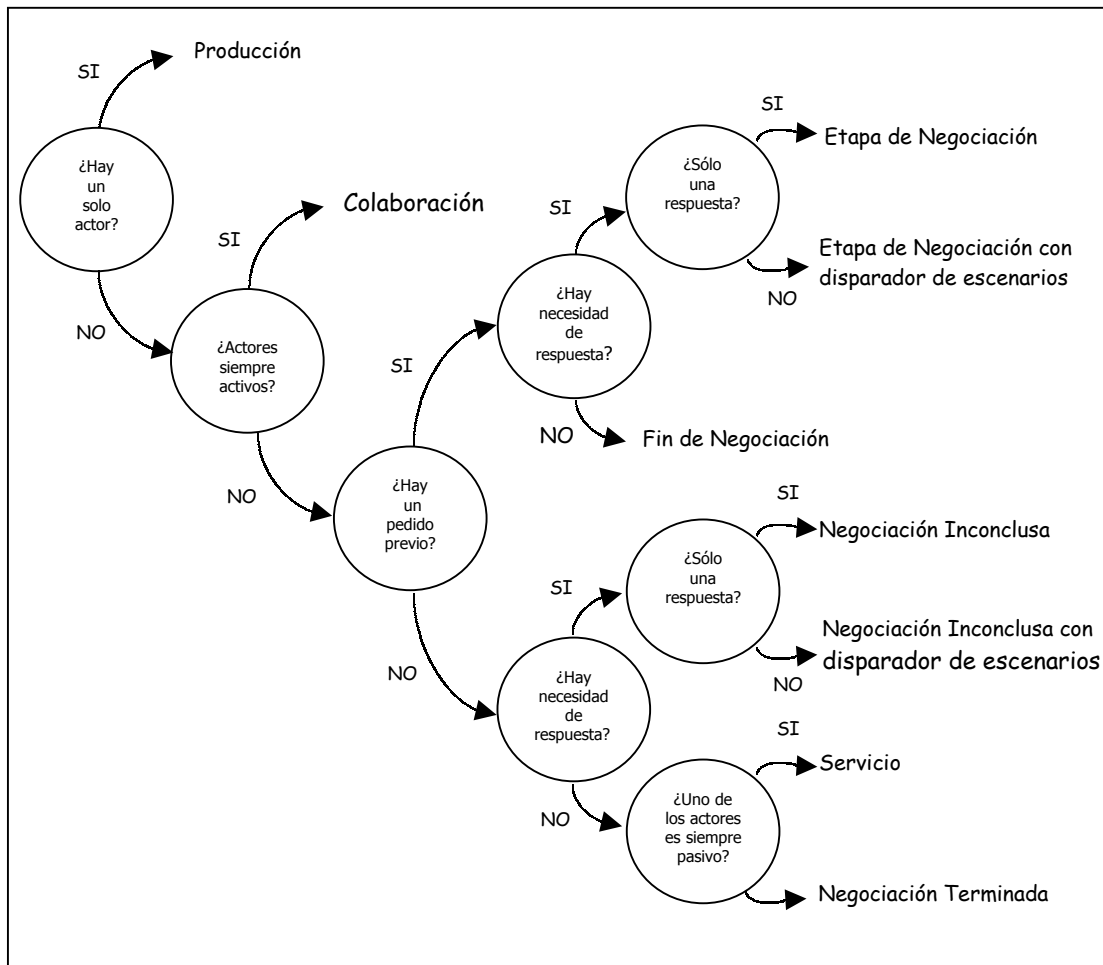 Producción
SI
¿Hay
un
solo
actor?
NO
Colaboración
SI
¿Actores
siempre
activos?
NO
SI
¿Hay
un
pedido
previo?
NO
SI
¿Hay
necesidad
de
respuesta?
NO
Fin de Negociación
SI
¿Sólo
una
respuesta?
NO
Etapa de Negociación
Etapa de Negociación con
disparador de escenarios
SI
¿Hay
necesidad
de
respuesta?
NO
SI
¿Sólo
una
respuesta?
NO
Negociación Inconclusa
Negociación Inconclusa con
disparador de escenarios
SI
¿Uno de
los actores
es siempre
pasivo?
Servicio
Negociación Terminada